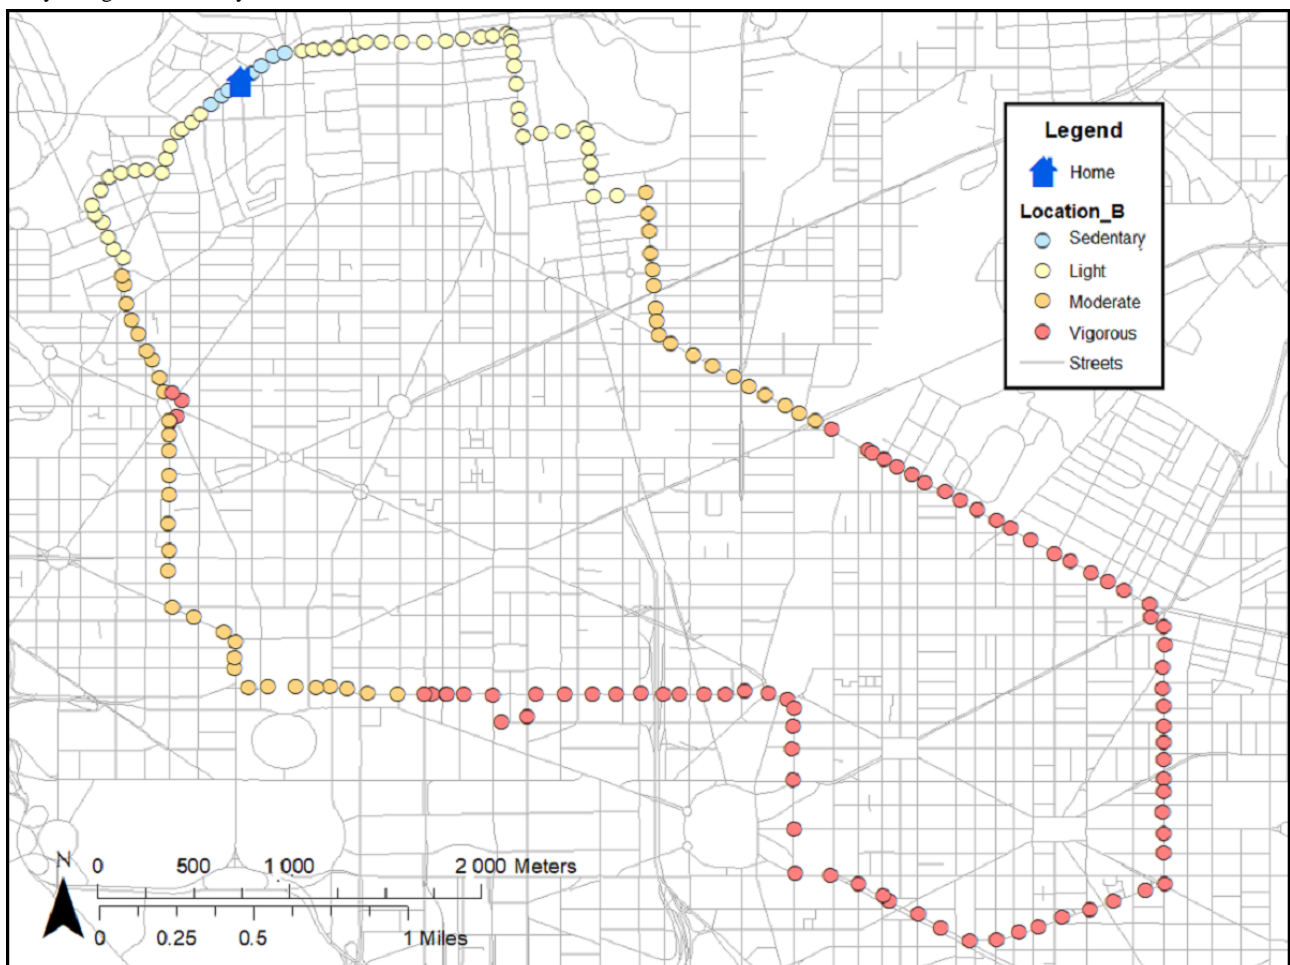 Legend
Home
Location_B
Sedentary
Light
Moderate
Vigorous
Streets
N
0 500 1 000 2 000 Meters
0 0.25 0.5 1 Miles